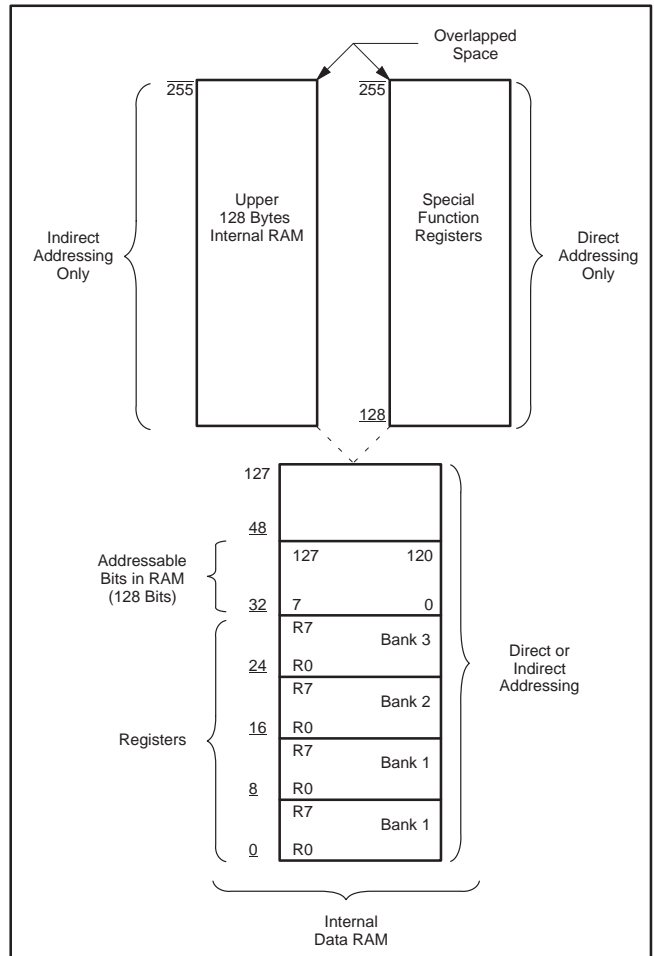 Overlapped
Space
255
255
Upper
128 Bytes
Internal RAM
Special
Function
Registers
Indirect
Addressing
Only
Direct
Addressing
Only
128
127
48
Addressable
Bits in RAM
(128 Bits)
127 120
32 7 0
R7 Bank 3
24 R0
R7 Bank 2
16 R0
Registers
R7 Bank 1
8 R0
R7 Bank 1
0 R0
Direct or
Indirect
Addressing
Internal
Data RAM